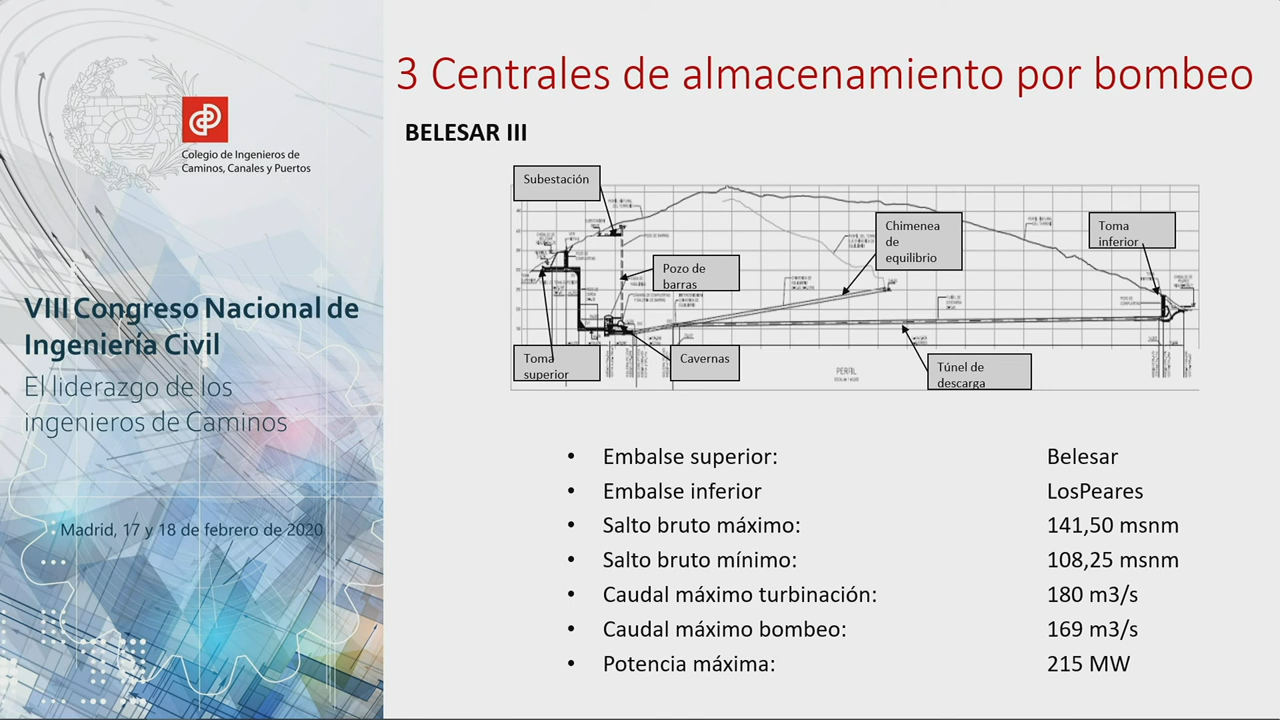 Colegio de Ingenieros de
Caminos, Canales y Puertos
VIII Congreso Nacional de
Ingeniería Civil
El liderazgo de los
ingenieros de Caminos
Madrid, 17 y 18 de febrero de 2020
3 Centrales de almacenamiento por bombeo
BELESAR III
Subestación
Pozo de
barras
Chimenea
de
equilibrio
Toma
inferior
Toma
superior
Cavernas
Túnel de
descarga
PERFIL
• Embalse superior: Belesar
• Embalse inferior LosPeares
• Salto bruto máximo: 141,50 msnm
• Salto bruto mínimo: 108,25 msnm
• Caudal máximo turbinación: 180 m3/s
• Caudal máximo bombeo: 169 m3/s
• Potencia máxima: 215 MW